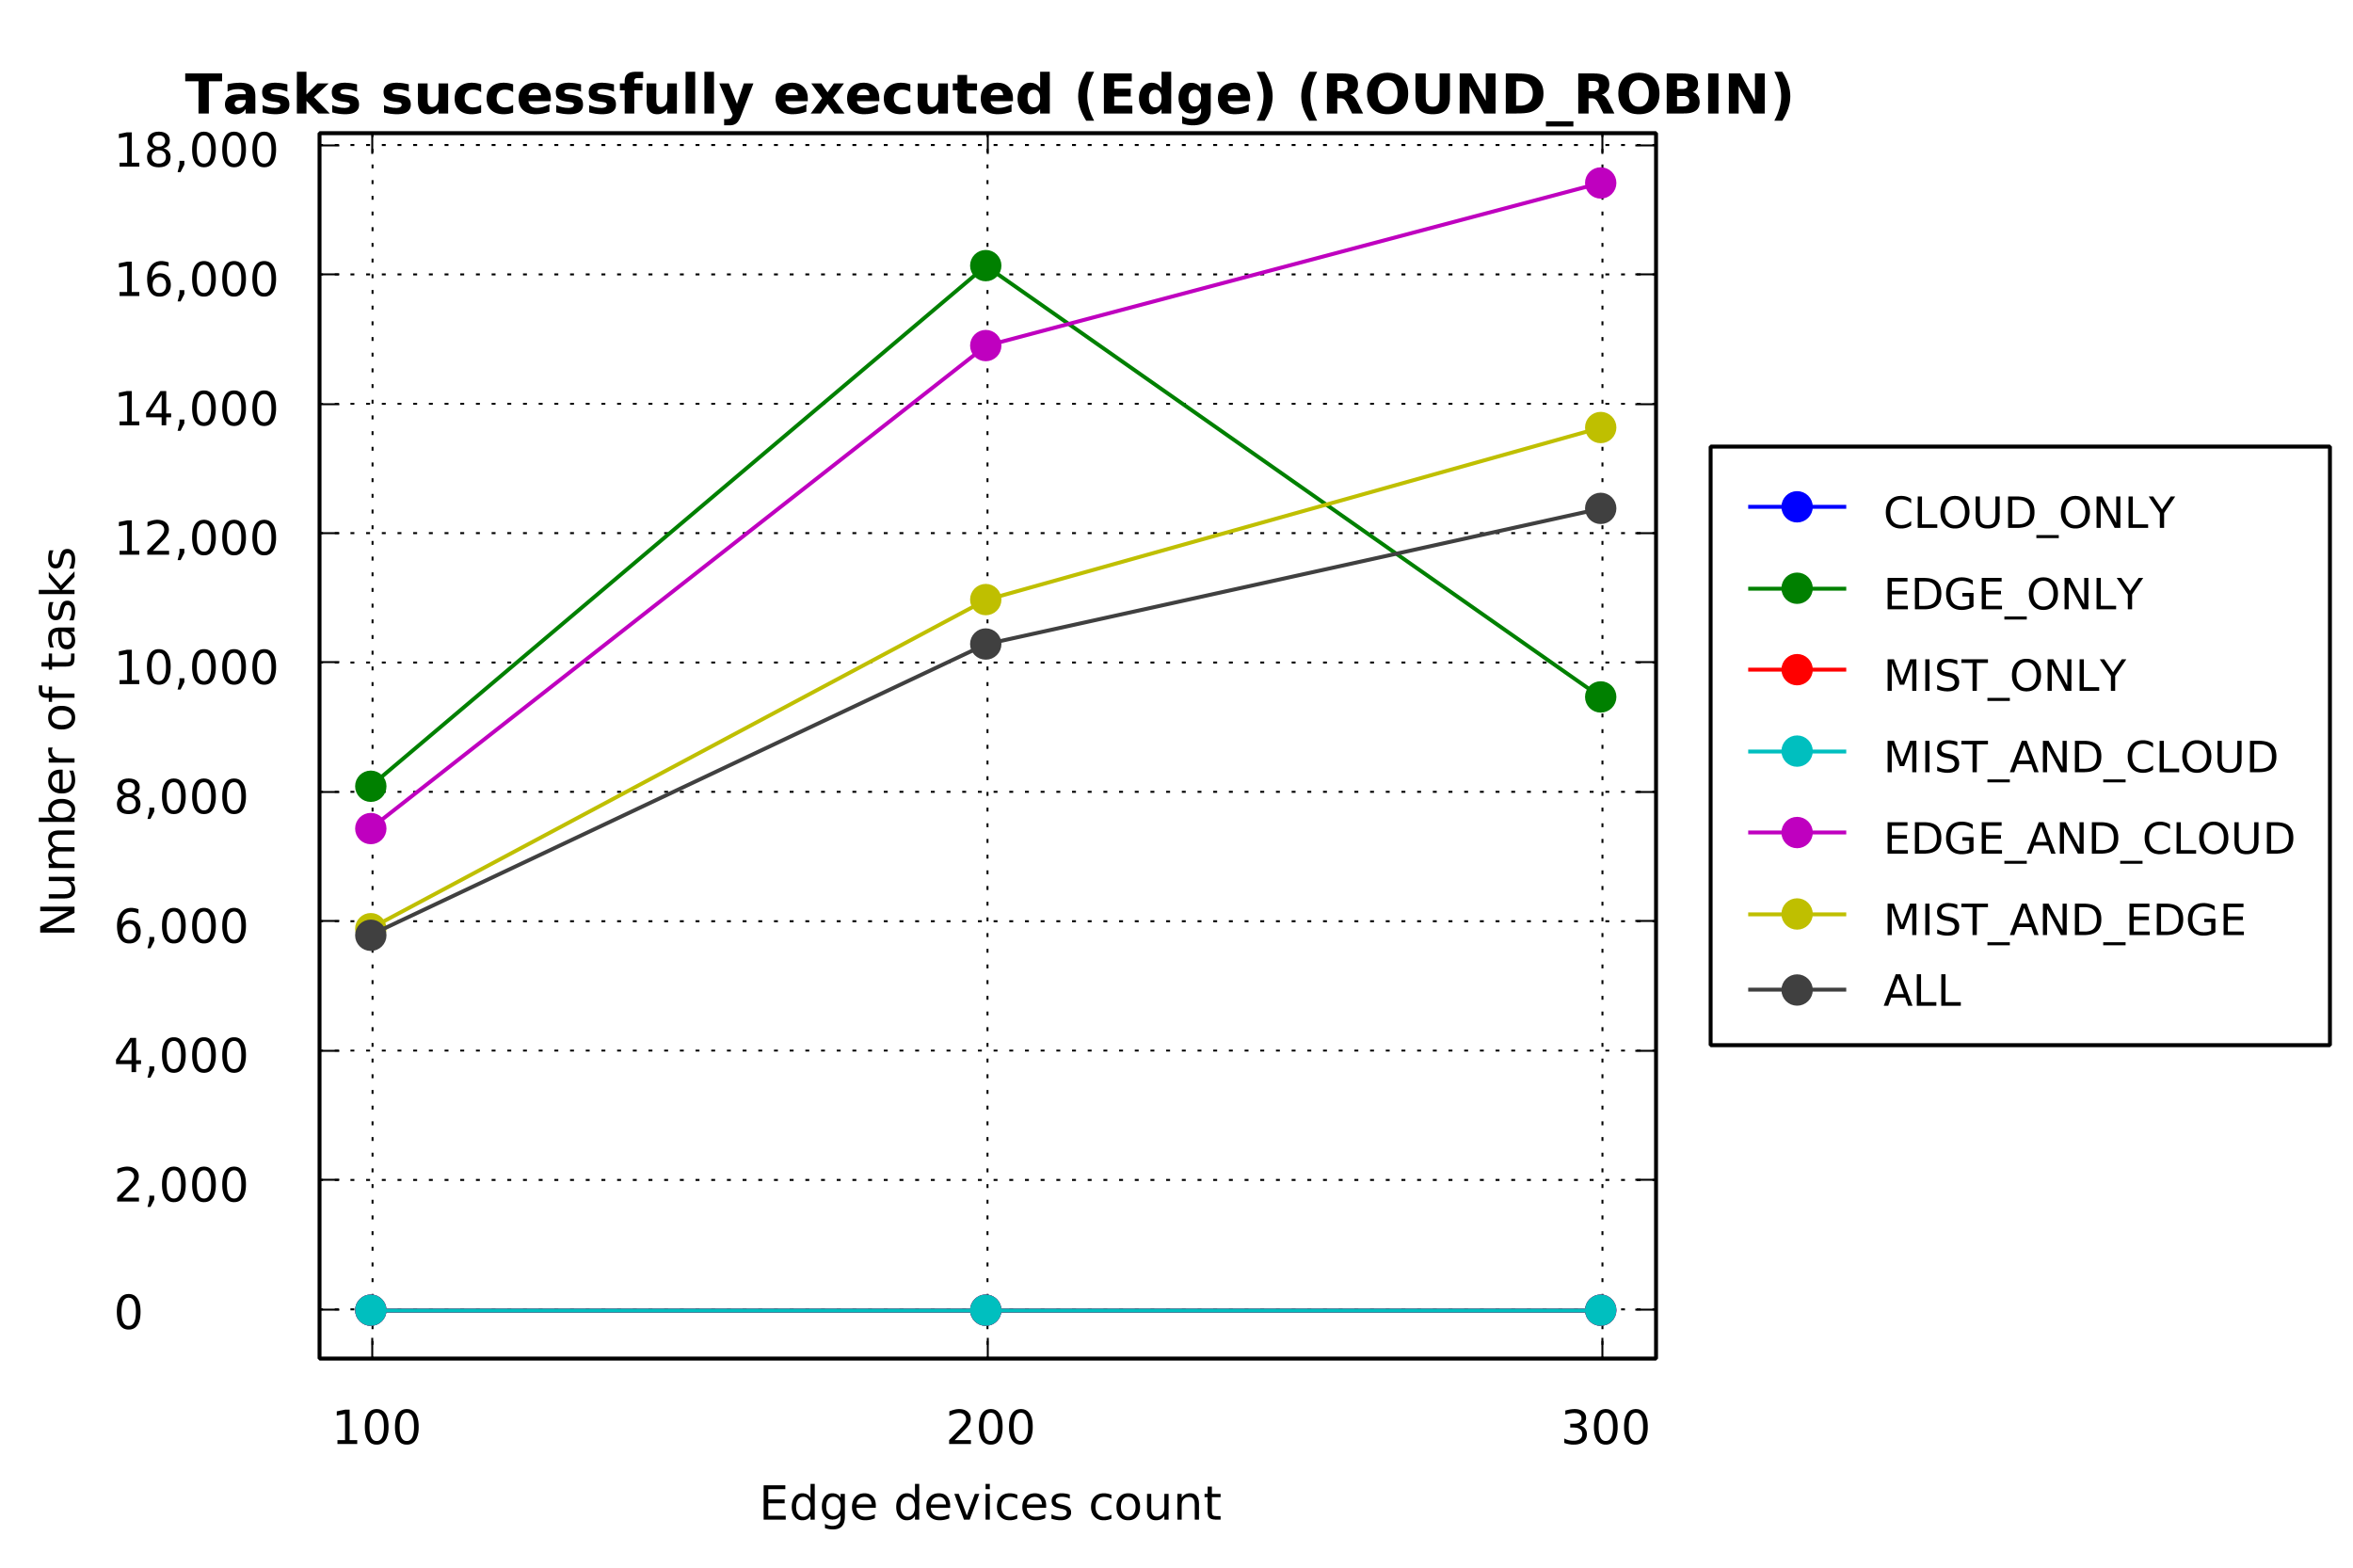 Tasks successfully executed (Edge) (ROUND_ROBIN)
18,000
16,000
14,000
12,000
10,000
8,000
6,000
4,000
2,000
0
Number of tasks
100 200 300
Edge devices count
CLOUD_ONLY
EDGE_ONLY
MIST_ONLY
MIST_AND_CLOUD
EDGE_AND_CLOUD
MIST_AND_EDGE
ALL